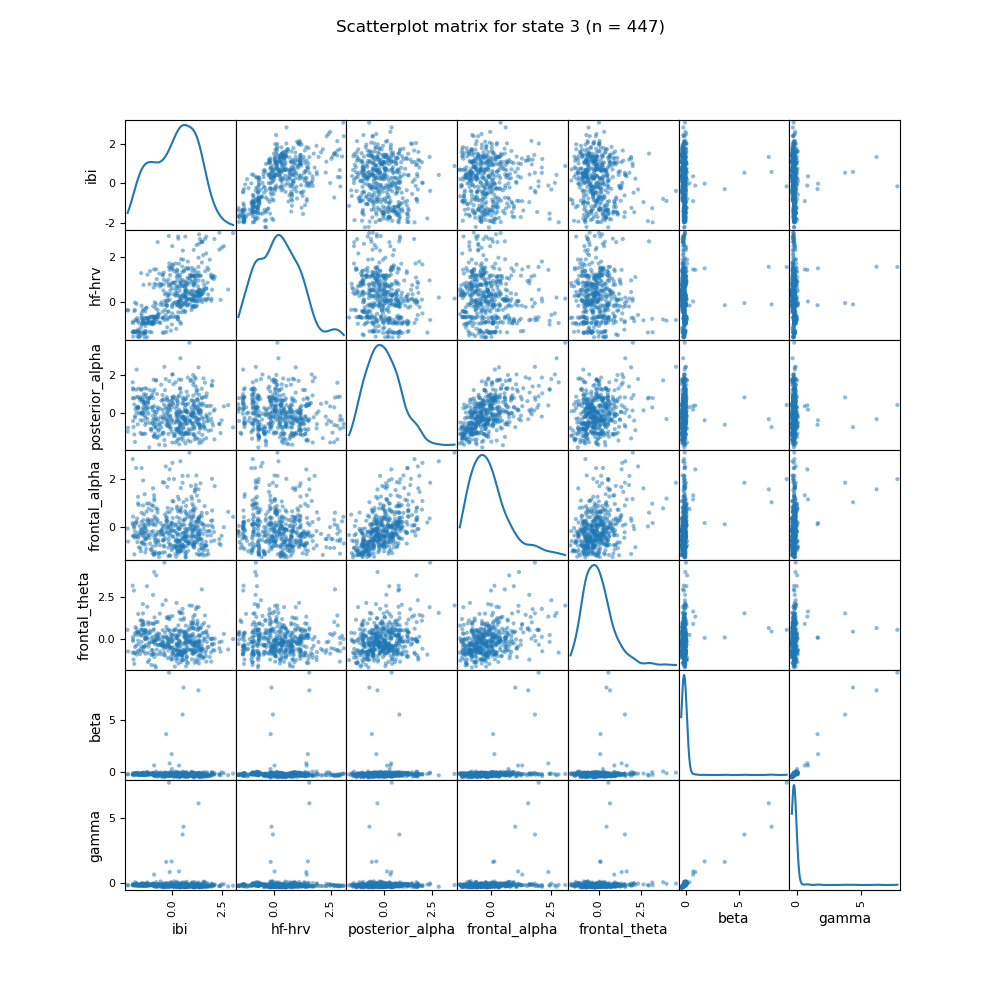 Scatterplot matrix for state 3 (n = 447)
ibi
2
0
-2
hf-hrv
2
0
posterior_alpha
2
0
frontal_alpha
2
0
frontal_theta
2.5
0.0
beta
5
0
gamma
5
0
0.0 2.5 0.0 2.5 0.0 2.5 0.0 2.5 0.0 2.5 0 5 0 5
ibi hf-hrv posterior_alpha frontal_alpha frontal_theta beta gamma